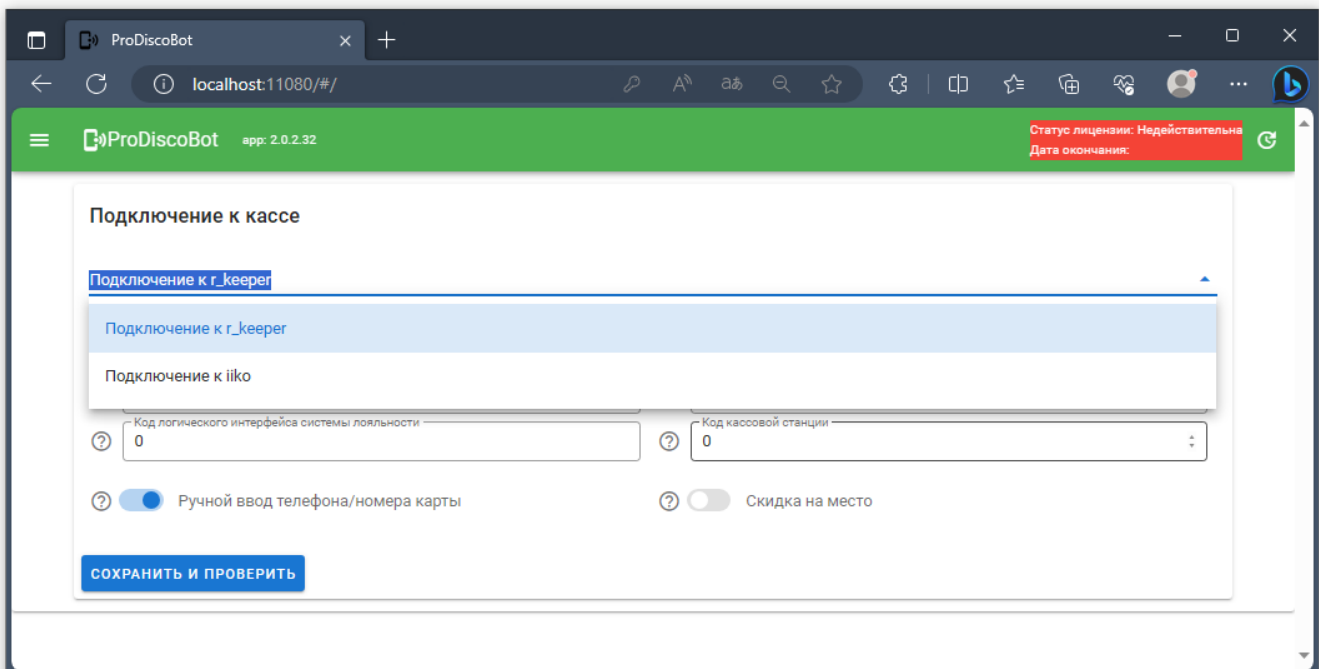 ProDiscoBot
localhost:11080/#/
ProDiscoBot app: 2.0.2.32
Статус лицензии: Недействительна
Дата окончания:
Подключение к кассе
Подключение к r_keeper
Подключение к r_keeper
Подключение к iiko
Код логического интерфейса системы лояльности
0
Код кассовой станции
0
Ручной ввод телефона/номера карты
Скидка на место
СОХРАНИТЬ И ПРОВЕРИТЬ